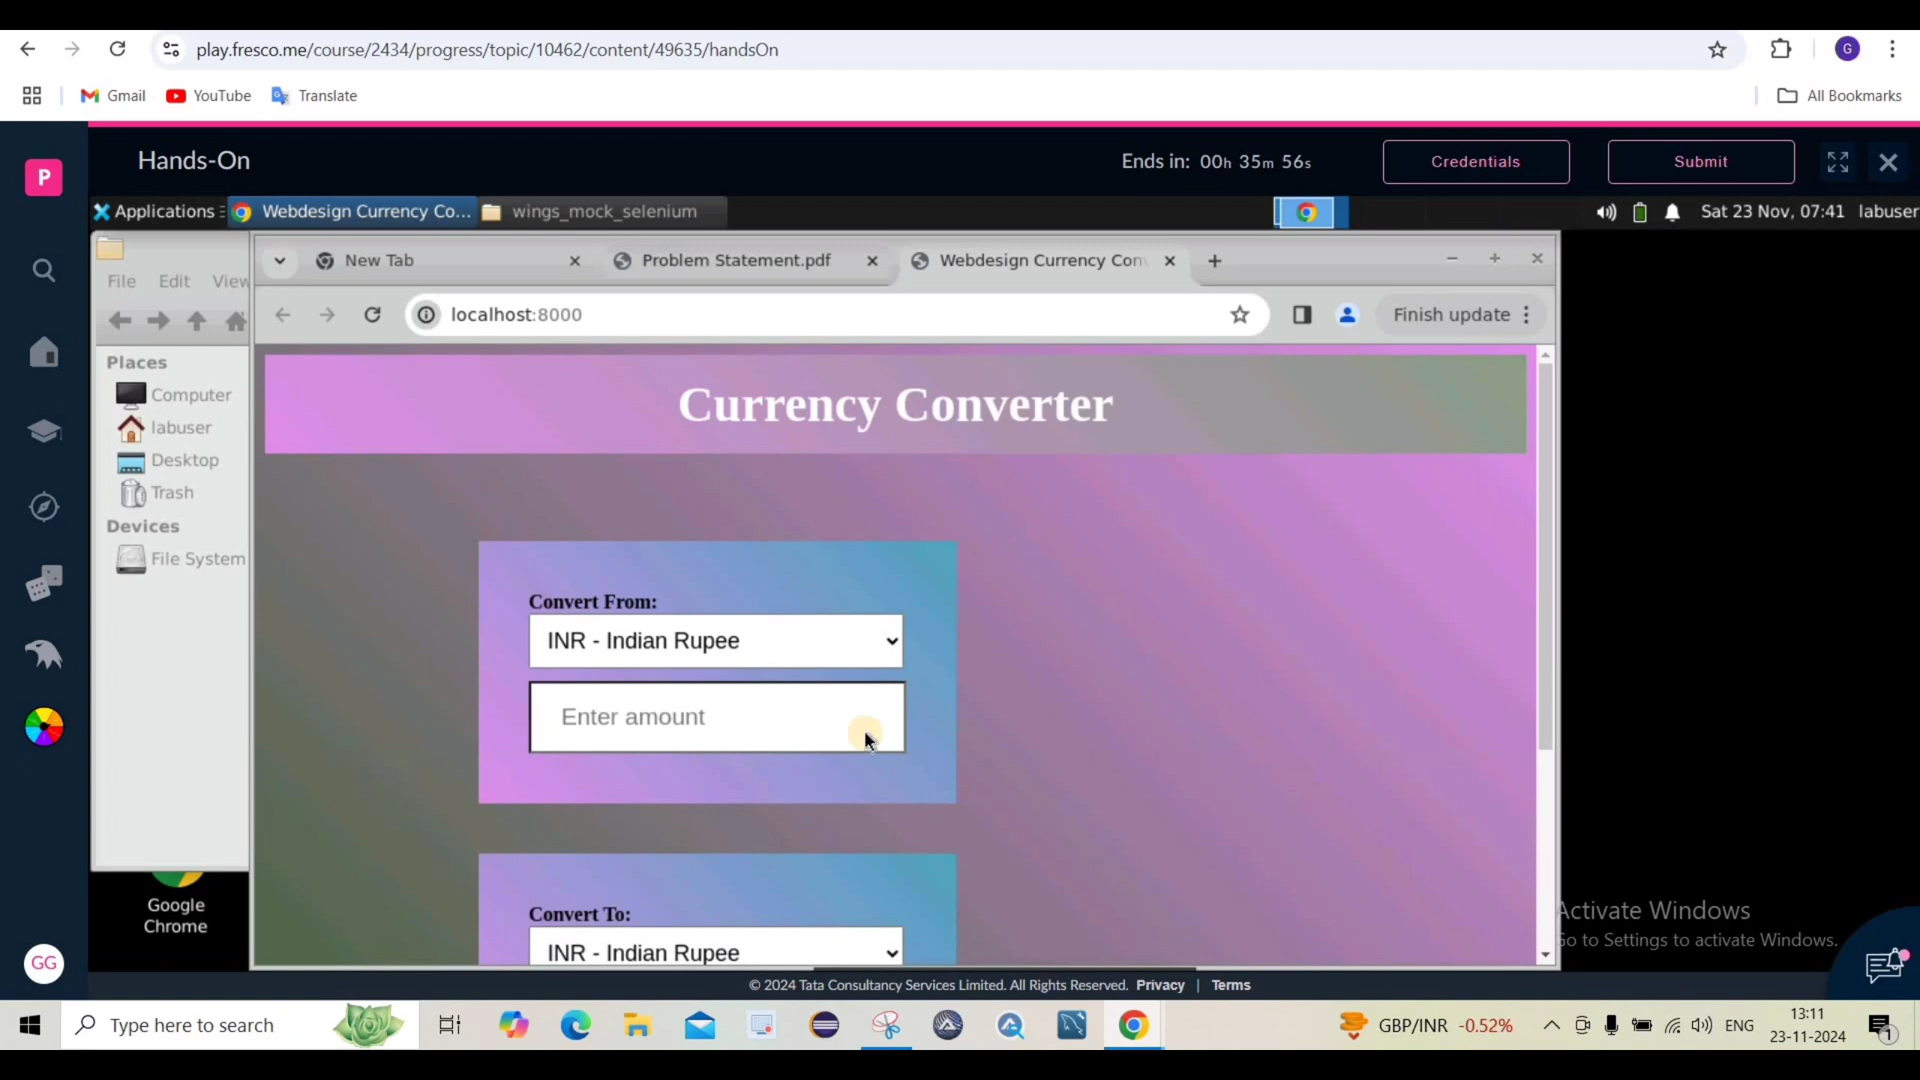 play.fresco.me/course/2434/progress/topic/10462/content/49635/handsOn
G
Gmail
YouTube
Translate
All Bookmarks
P
Hands-On
Ends in: 00h 35m 56s
Credentials
Submit
Applications
Webdesign Currency Co...
wings_mock_selenium
Sat 23 Nov, 07:41 labuser
New Tab
Problem Statement.pdf
Webdesign Currency Con
File Edit View
localhost:8000
Finish update
Places
Computer
labuser
Desktop
Trash
Devices
File System
Currency Converter
Convert From:
INR - Indian Rupee
Enter amount
Convert To:
INR - Indian Rupee
Google
Chrome
Activate Windows
Go to Settings to activate Windows.
GG
© 2024 Tata Consultancy Services Limited. All Rights Reserved. Privacy | Terms
Type here to search
GBP/INR -0.52%
ENG
13:11
23-11-2024
1